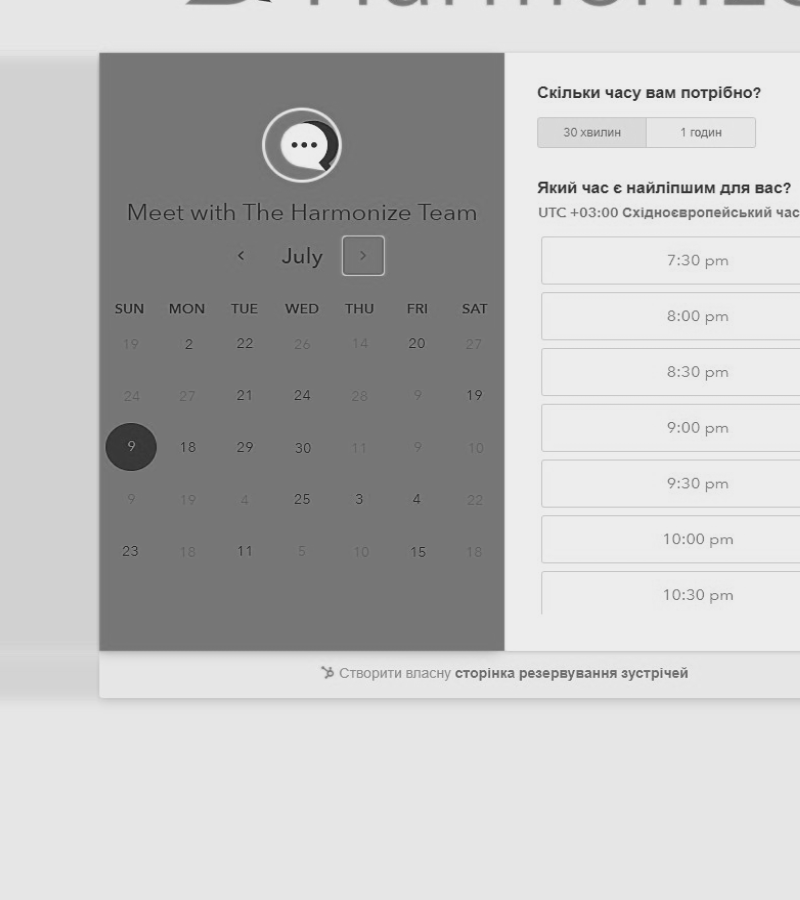 Harmonize
Meet with The Harmonize Team
July
SUN MON TUE WED THU FRI SAT
19 2 22 26 14 20 27
24 27 21 24 28 9 19
9 18 29 30 11 9 10
9 19 4 25 3 4 22
23 18 11 5 10 15 18
Скільки часу вам потрібно?
30 хвилин 1 годин
Який час є найліпшим для вас?
UTC +03:00 Східноєвропейський час
7:30 pm
8:00 pm
8:30 pm
9:00 pm
9:30 pm
10:00 pm
10:30 pm
Створити власну сторінка резервування зустрічей